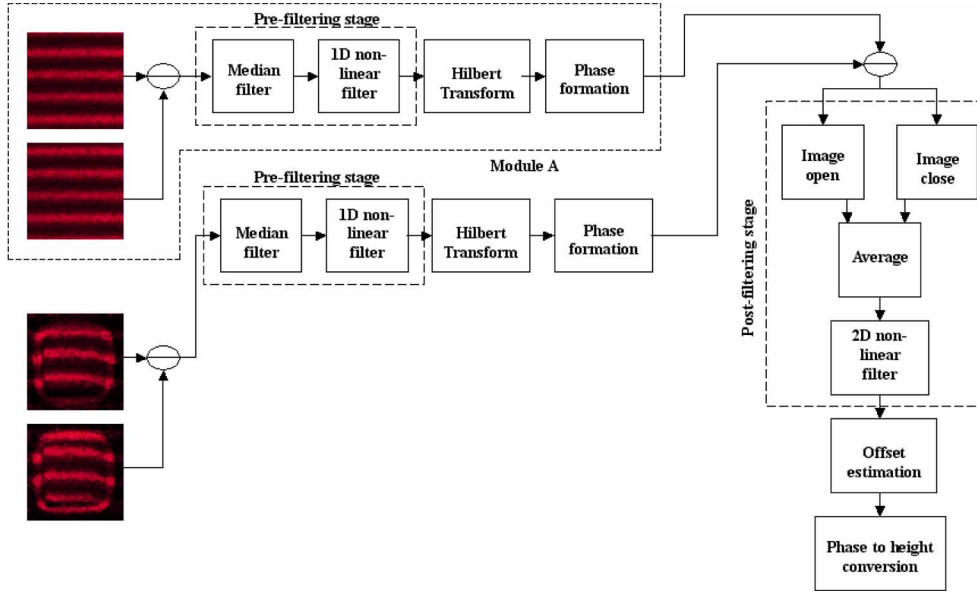 Pre-filtering stage
Median
filter
1D non-
linear
filter
Hilbert
Transform
Phase
formation
Module A
Pre-filtering stage
Median
filter
1D non-
linear
filter
Hilbert
Transform
Phase
formation
Image
open
Image
close
Average
2D non-
linear
filter
Post-filtering stage
Offset
estimation
Phase to height
conversion